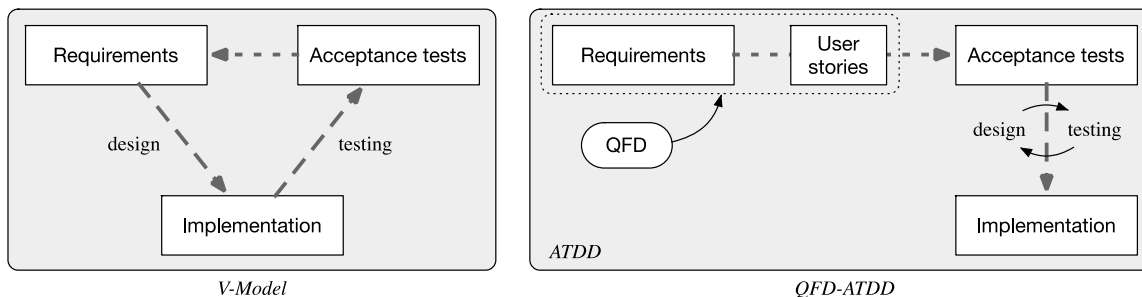 Requirements
Acceptance tests
design
testing
Implementation
V-Model
Requirements
User
stories
Acceptance tests
QFD
design
testing
Implementation
ATDD
QFD-ATDD